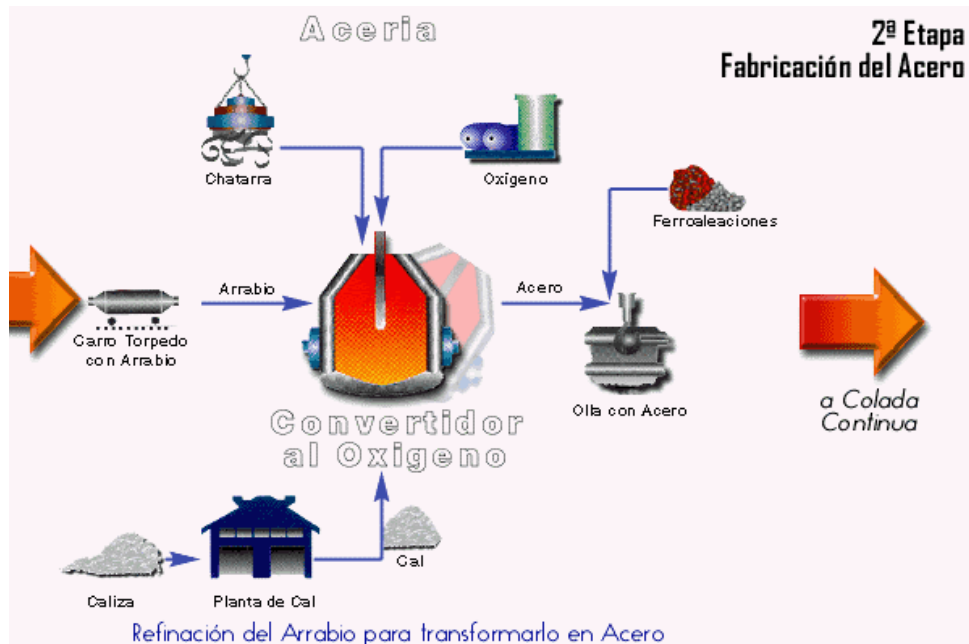 Aceria
2ª Etapa
Fabricación del Acero
Chatarra
Oxigeno
Ferroaleaciones
Arrabio
Acero
Carro Torpedo
con Arrabio
Olla con Acero
a Colada
Continua
Convertidor
al Oxigeno
Cal
Caliza
Planta de Cal
Refinación del Arrabio para transformarlo en Acero